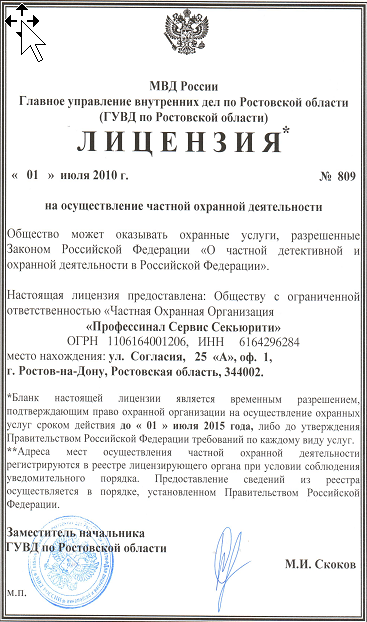 МВД России
Главное управление внутренних дел по Ростовской области
(ГУВД по Ростовской области)
ЛИЦЕНЗИЯ*
« 01 » июля 2010 г. № 809
на осуществление частной охранной деятельности
Общество может оказывать охранные услуги, разрешенные
Законом Российской Федерации «О частной детективной и
охранной деятельности в Российской Федерации».
Настоящая лицензия предоставлена: Обществу с ограниченной
ответственностью «Частная Охранная Организация
«Профессинал Сервис Секьюрити»
ОГРН 1106164001206, ИНН 6164296284
место нахождения: ул. Согласия, 25 «А», оф. 1,
г. Ростов-на-Дону, Ростовская область, 344002.
*Бланк настоящей лицензии является временным разрешением,
подтверждающим право охранной организации на осуществление охранных
услуг сроком действия до « 01 » июля 2015 года, либо до утверждения
Правительством Российской Федерации требований по каждому виду услуг.
**Адреса мест осуществления частной охранной деятельности
регистрируются в реестре лицензирующего органа при условии соблюдения
уведомительного порядка. Предоставление сведений из реестра
осуществляется в порядке, установленном Правительством Российской
Федерации.
Заместитель начальника
ГУВД по Ростовской области
М.И. Скоков
м.п.